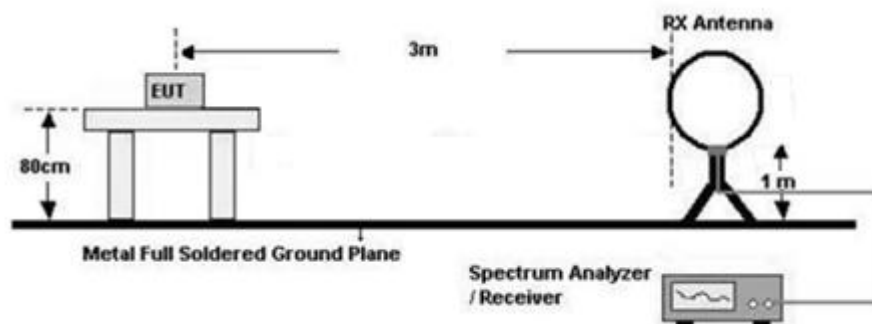 RX Antenna
3m
EUT
80cm
1 m
Metal Full Soldered Ground Plane
Spectrum Analyzer
/ Receiver